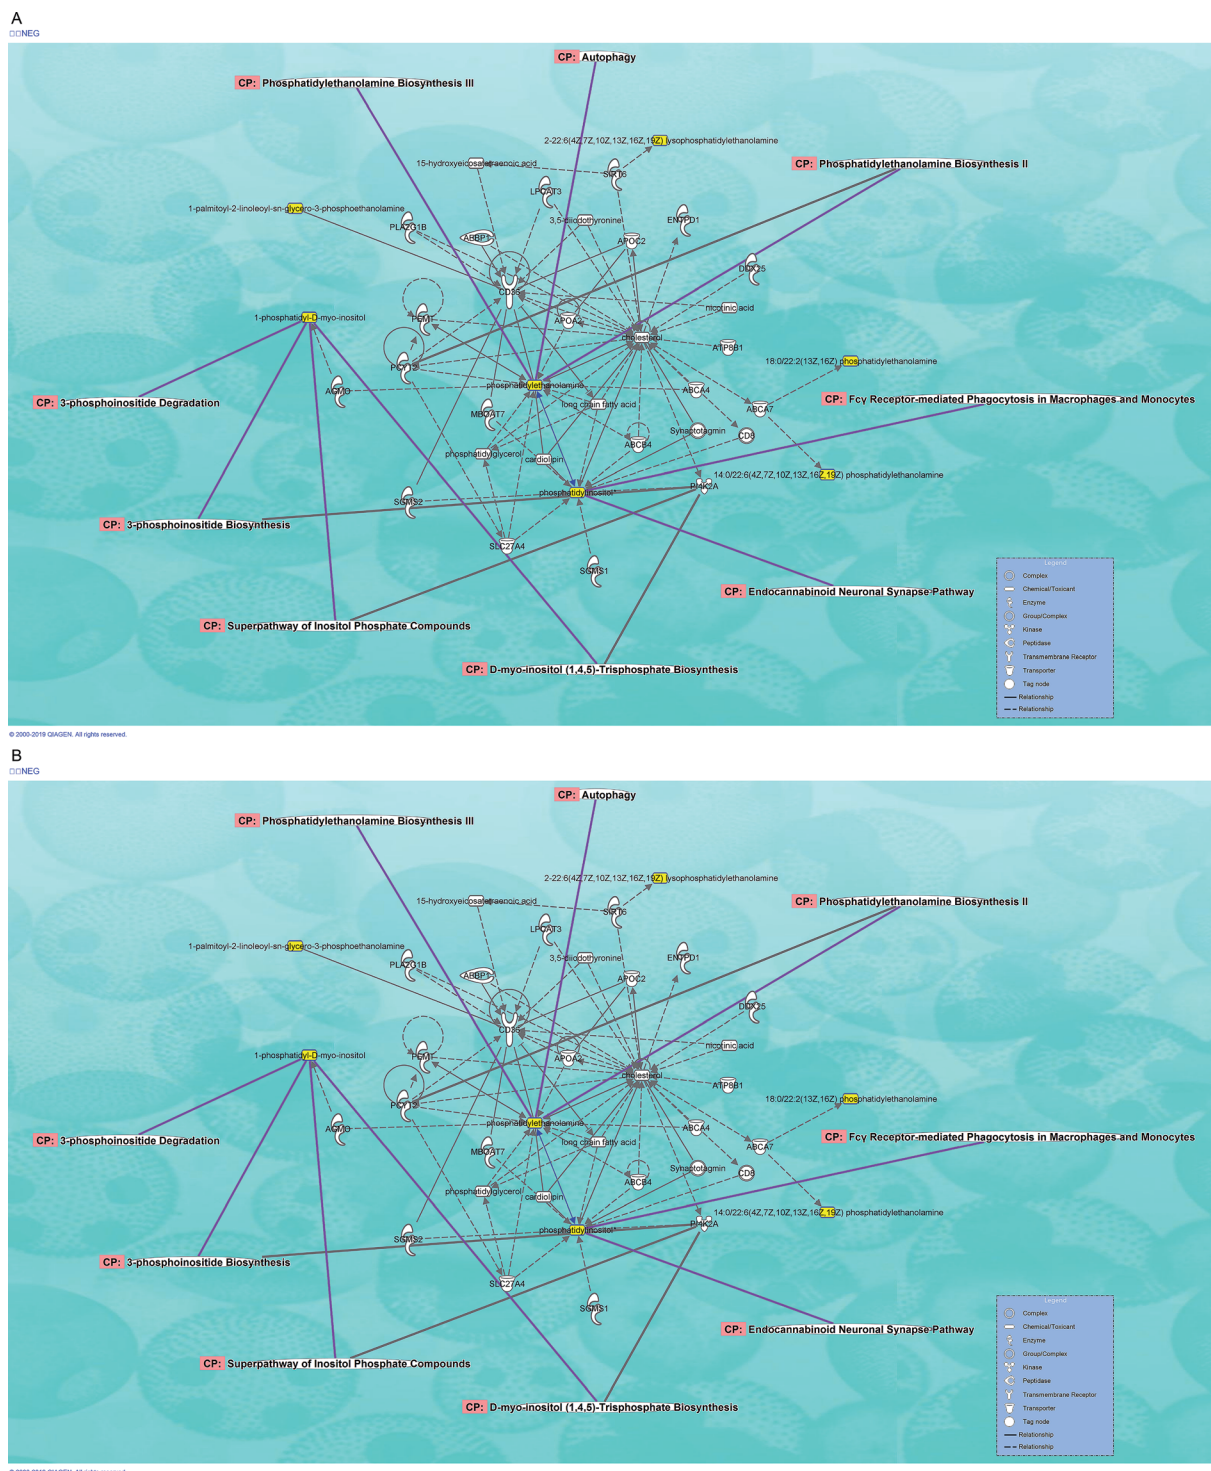 A
□□NEG
CP: Autophagy
CP: Phosphatidylethanolamine Biosynthesis III
2-22:6(4Z,7Z,10Z,13Z,16Z,19Z) lysophosphatidylethanolamine
15-hydroxyeicosatetraenoic acid
CP: Phosphatidylethanolamine Biosynthesis II
SIRT6
LPCAT3
1-palmitoyl-2-linoleoyl-sn-glycero-3-phosphoethanolamine
3,5-diiodothyronine
ENTPD1
PLA2G1B
ABBP1
APOC2
DDX25
CD36
nicotinic acid
1-phosphatidyl-D-myo-inositol
PEMT
APOA2
cholesterol
ATP8B1
18:0/22:2(13Z,16Z) phosphatidylethanolamine
PCYT2
phosphatidylethanolamine
AGMO
ABCA4
CP: 3-phosphoinositide Degradation
CP: Fcγ Receptor-mediated Phagocytosis in Macrophages and Monocytes
long chain fatty acid
ABCA7
MBOAT7
Synaptotagmin
CD8
ABCB4
phosphatidylglycerol
cardiolipin
14:0/22:6(4Z,7Z,10Z,13Z,16Z,19Z) phosphatidylethanolamine
PI4K2A
phosphatidylinositol*
SGMS2
CP: 3-phosphoinositide Biosynthesis
SLC27A4
SGMS1
CP: Endocannabinoid Neuronal Synapse Pathway
CP: Superpathway of Inositol Phosphate Compounds
CP: D-myo-inositol (1,4,5)-Trisphosphate Biosynthesis
Legend
Complex
Chemical/Toxicant
Enzyme
Group/Complex
Kinase
Peptidase
Transmembrane Receptor
Transporter
Tag node
Relationship
Relationship
© 2000-2019 QIAGEN. All rights reserved.
B
□□NEG
CP: Autophagy
CP: Phosphatidylethanolamine Biosynthesis III
2-22:6(4Z,7Z,10Z,13Z,16Z,19Z) lysophosphatidylethanolamine
15-hydroxyeicosatetraenoic acid
CP: Phosphatidylethanolamine Biosynthesis II
SIRT6
LPCAT3
1-palmitoyl-2-linoleoyl-sn-glycero-3-phosphoethanolamine
3,5-diiodothyronine
ENTPD1
PLA2G1B
ABBP1
APOC2
DDX25
CD36
nicotinic acid
1-phosphatidyl-D-myo-inositol
PEMT
APOA2
cholesterol
ATP8B1
18:0/22:2(13Z,16Z) phosphatidylethanolamine
PCYT2
phosphatidylethanolamine
AGMO
ABCA4
CP: 3-phosphoinositide Degradation
CP: Fcγ Receptor-mediated Phagocytosis in Macrophages and Monocytes
long chain fatty acid
ABCA7
MBOAT7
Synaptotagmin
CD8
ABCB4
phosphatidylglycerol
cardiolipin
14:0/22:6(4Z,7Z,10Z,13Z,16Z,19Z) phosphatidylethanolamine
PI4K2A
phosphatidylinositol*
SGMS2
CP: 3-phosphoinositide Biosynthesis
SLC27A4
SGMS1
CP: Endocannabinoid Neuronal Synapse Pathway
CP: Superpathway of Inositol Phosphate Compounds
CP: D-myo-inositol (1,4,5)-Trisphosphate Biosynthesis
Legend
Complex
Chemical/Toxicant
Enzyme
Group/Complex
Kinase
Peptidase
Transmembrane Receptor
Transporter
Tag node
Relationship
Relationship